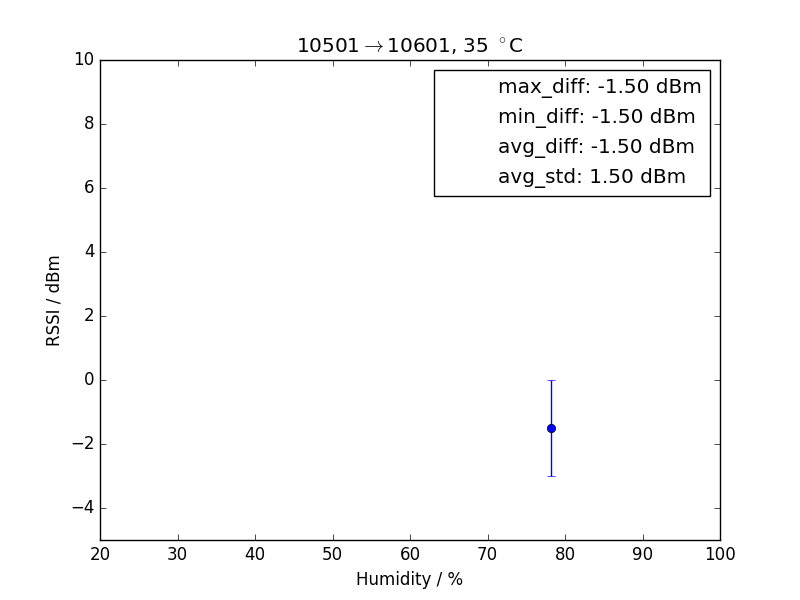 10501→10601, 35 °C
max_diff: -1.50 dBm
min_diff: -1.50 dBm
avg_diff: -1.50 dBm
avg_std: 1.50 dBm
10
8
6
4
2
0
−2
−4
RSSI / dBm
20 30 40 50 60 70 80 90 100
Humidity / %